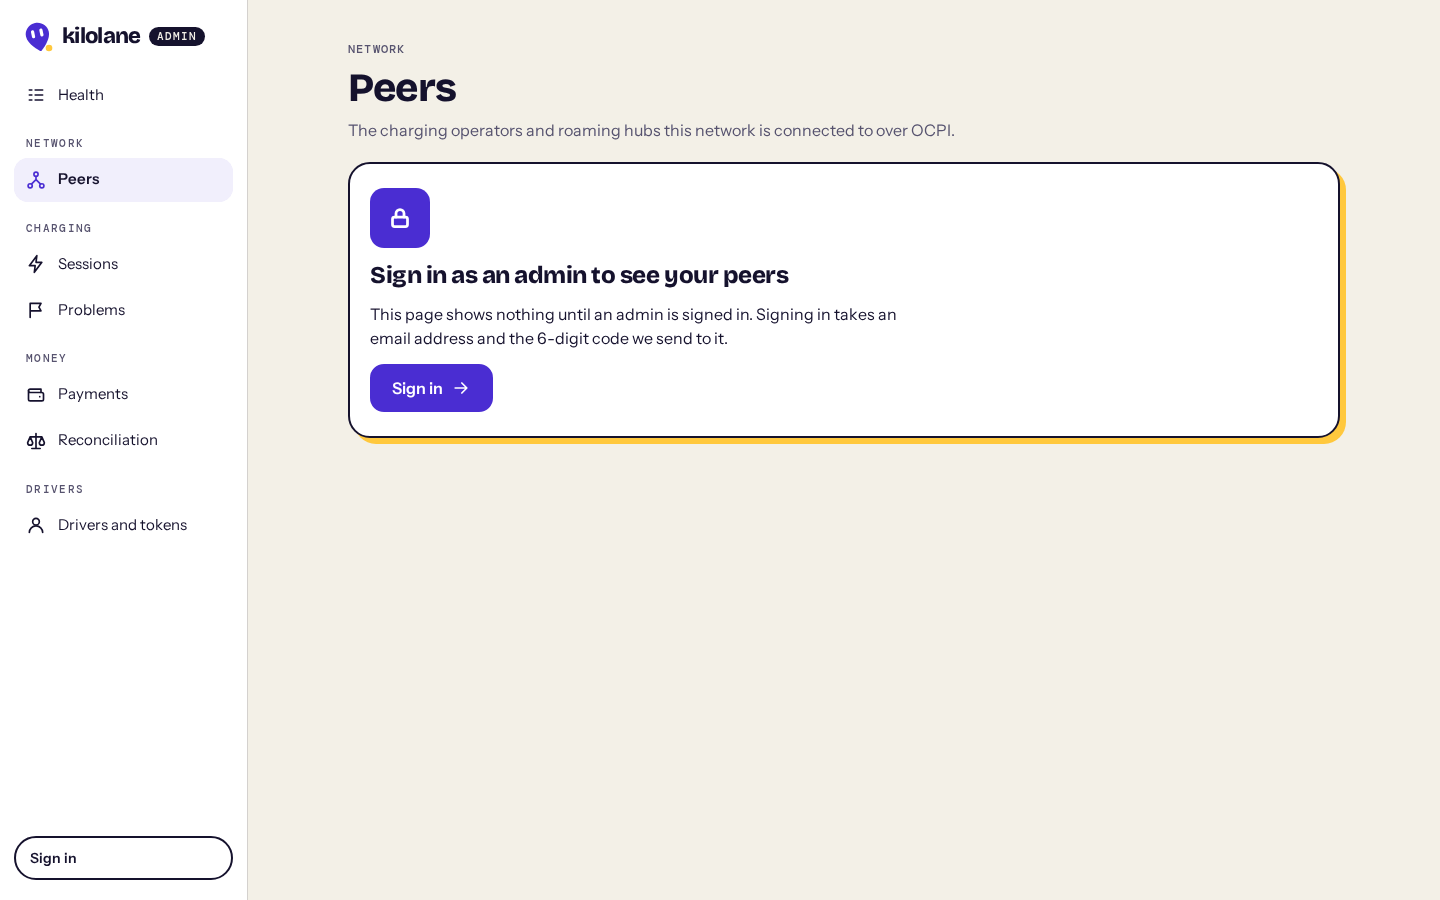 kilolane ADMIN
Health
NETWORK
Peers
CHARGING
Sessions
Problems
MONEY
Payments
Reconciliation
DRIVERS
Drivers and tokens
Sign in
NETWORK
Peers
The charging operators and roaming hubs this network is connected to over OCPI.
Sign in as an admin to see your peers
This page shows nothing until an admin is signed in. Signing in takes an
email address and the 6-digit code we send to it.
Sign in